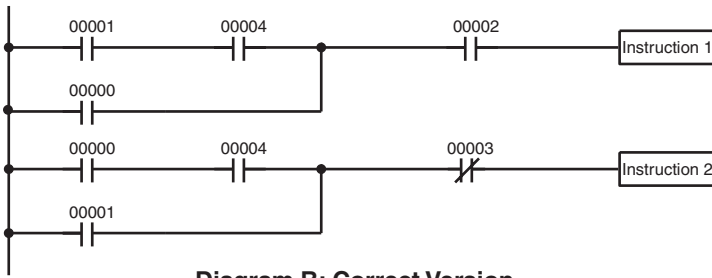 00001 00004 00002
Instruction 1
00000
00000 00004 00003
Instruction 2
00001
Diagram B: Correct Version